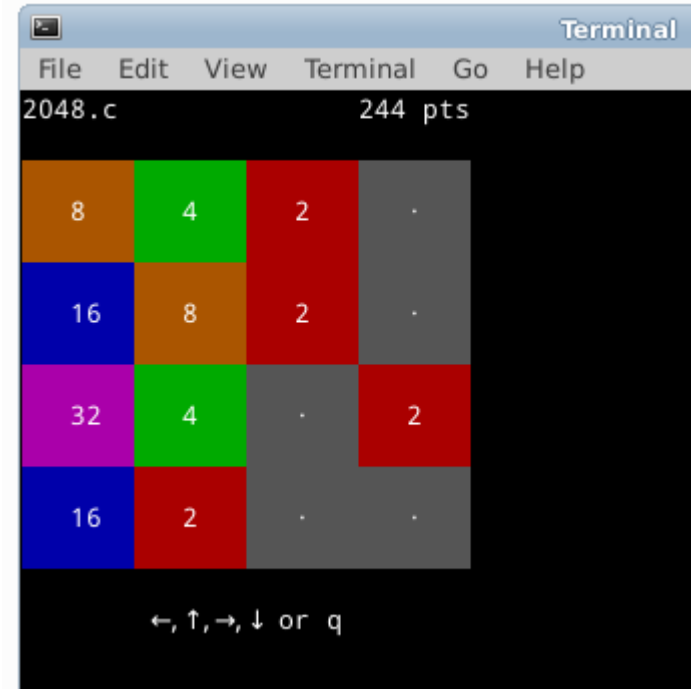 Terminal
File Edit View Terminal Go Help
2048.c 244 pts
8 4 2 ·
16 8 2 ·
32 4 · 2
16 2 · ·
←,↑,→,↓ or q